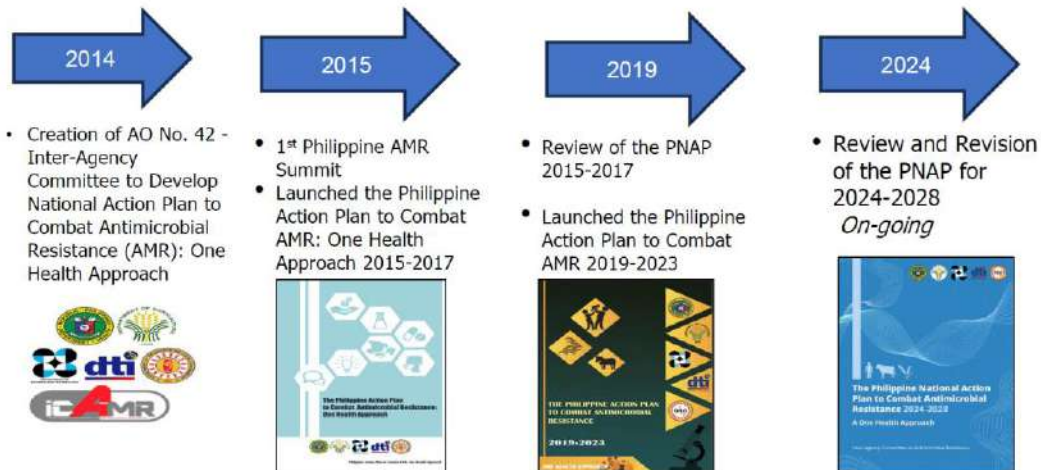 2014
• Creation of AO No. 42 -
Inter-Agency
Committee to Develop
National Action Plan to
Combat Antimicrobial
Resistance (AMR): One
Health Approach
dti
iCAMR
2015
• 1st Philippine AMR
Summit
• Launched the Philippine
Action Plan to Combat
AMR: One Health
Approach 2015-2017
The Philippine Action Plan
to Combat Antimicrobial Resistance:
One Health Approach
dti
2019
• Review of the PNAP
2015-2017
• Launched the Philippine
Action Plan to Combat
AMR 2019-2023
THE PHILIPPINE ACTION PLAN
TO COMBAT ANTIMICROBIAL
RESISTANCE
2019-2023
ONE HEALTH APPROACH
dti
2024
• Review and Revision
of the PNAP for
2024-2028
On-going
The Philippine National Action
Plan to Combat Antimicrobial
Resistance 2024-2028
A One Health Approach